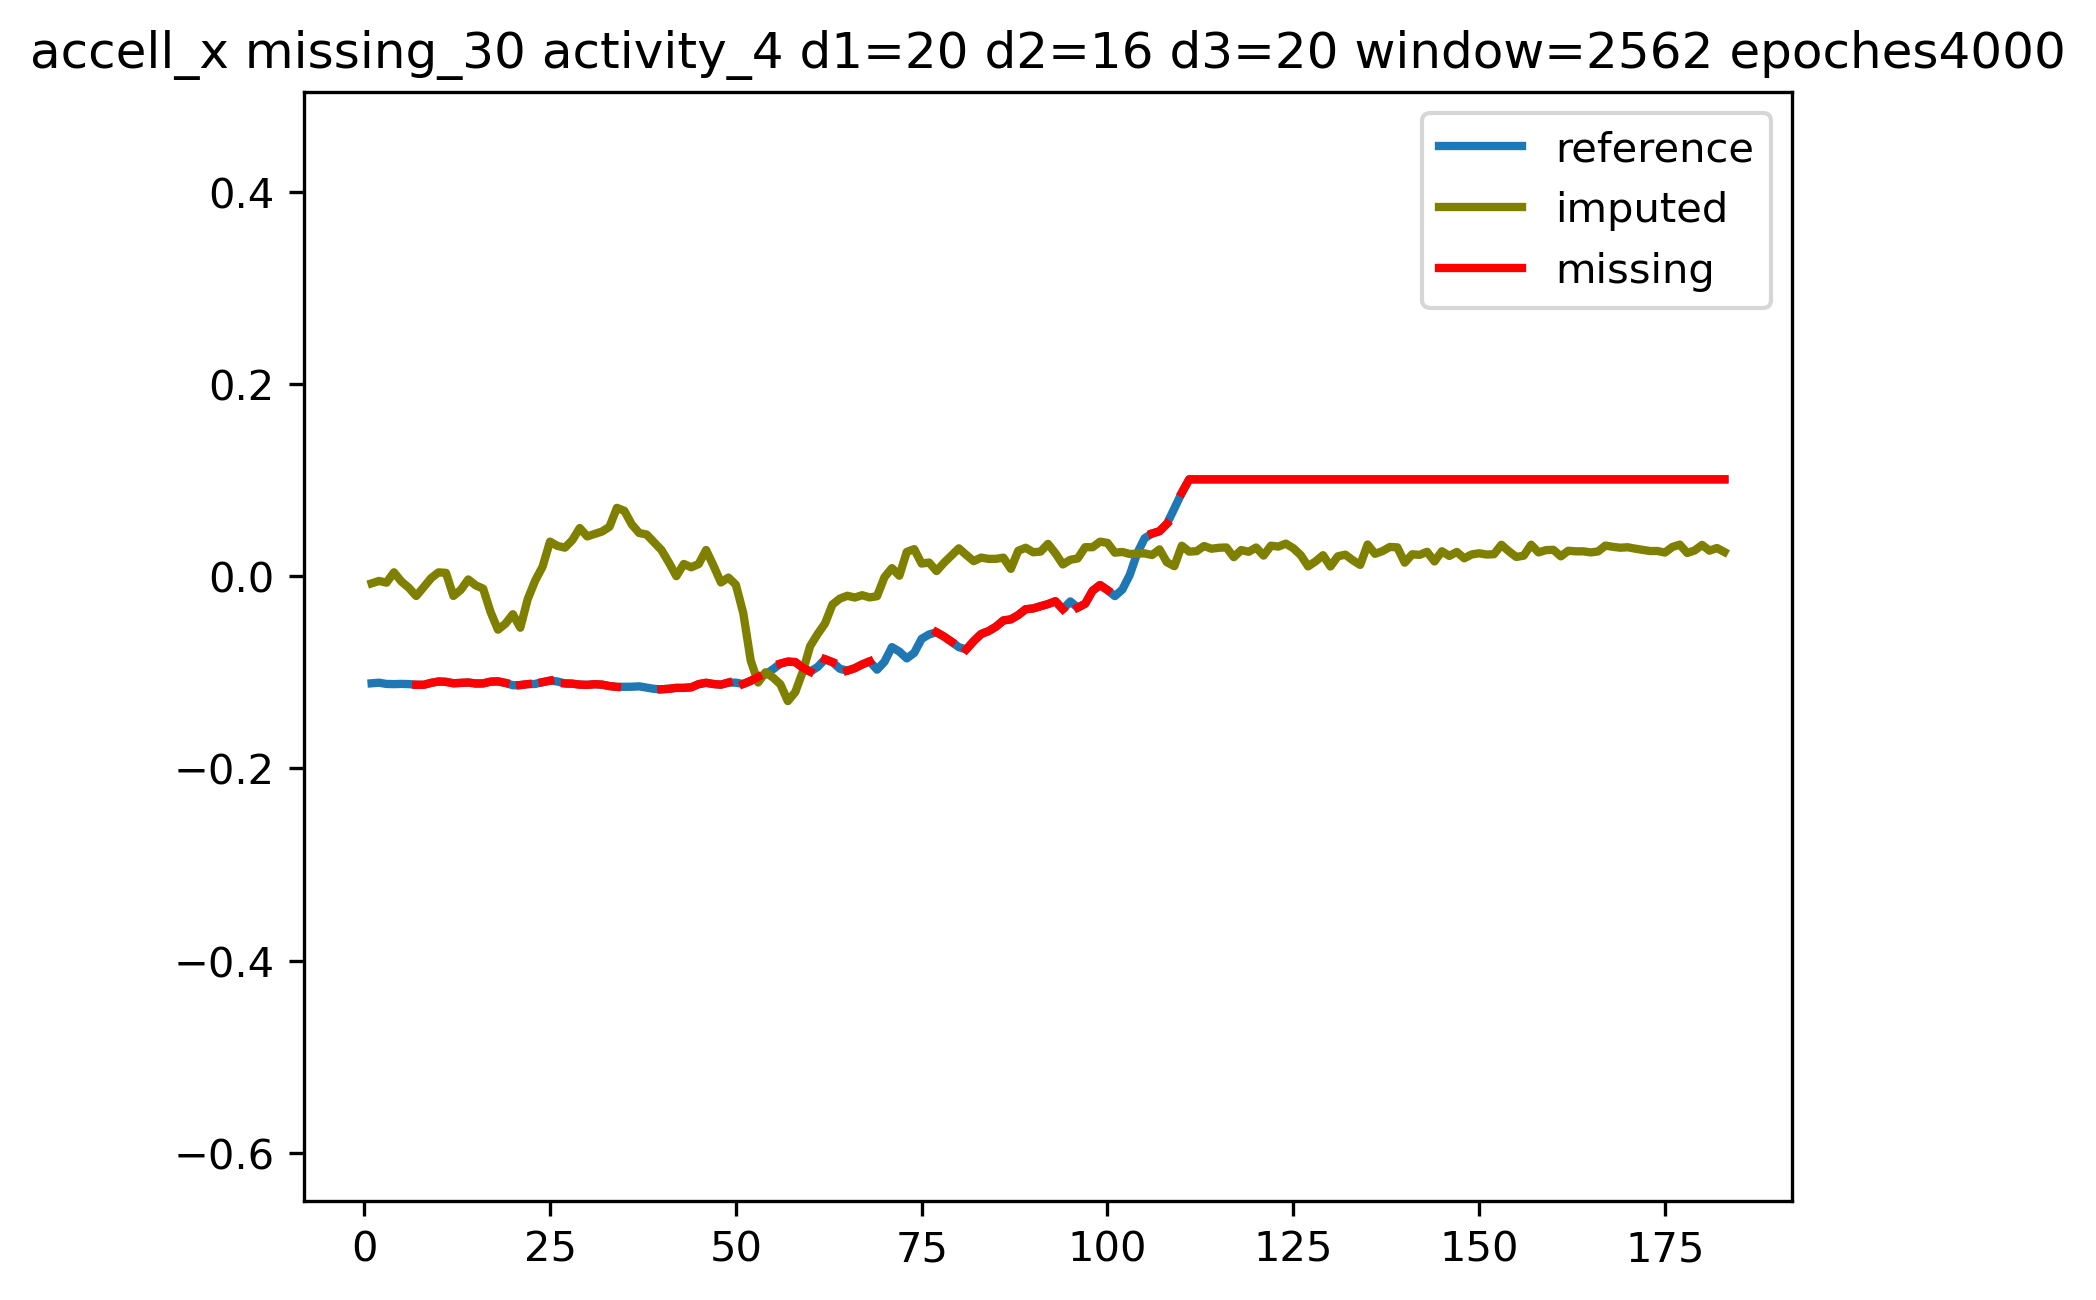 accell_x missing_30 activity_4 d1=20 d2=16 d3=20 window=2562 epoches4000
reference
imputed
missing
0.4
0.2
0.0
−0.2
−0.4
−0.6
0 25 50 75 100 125 150 175